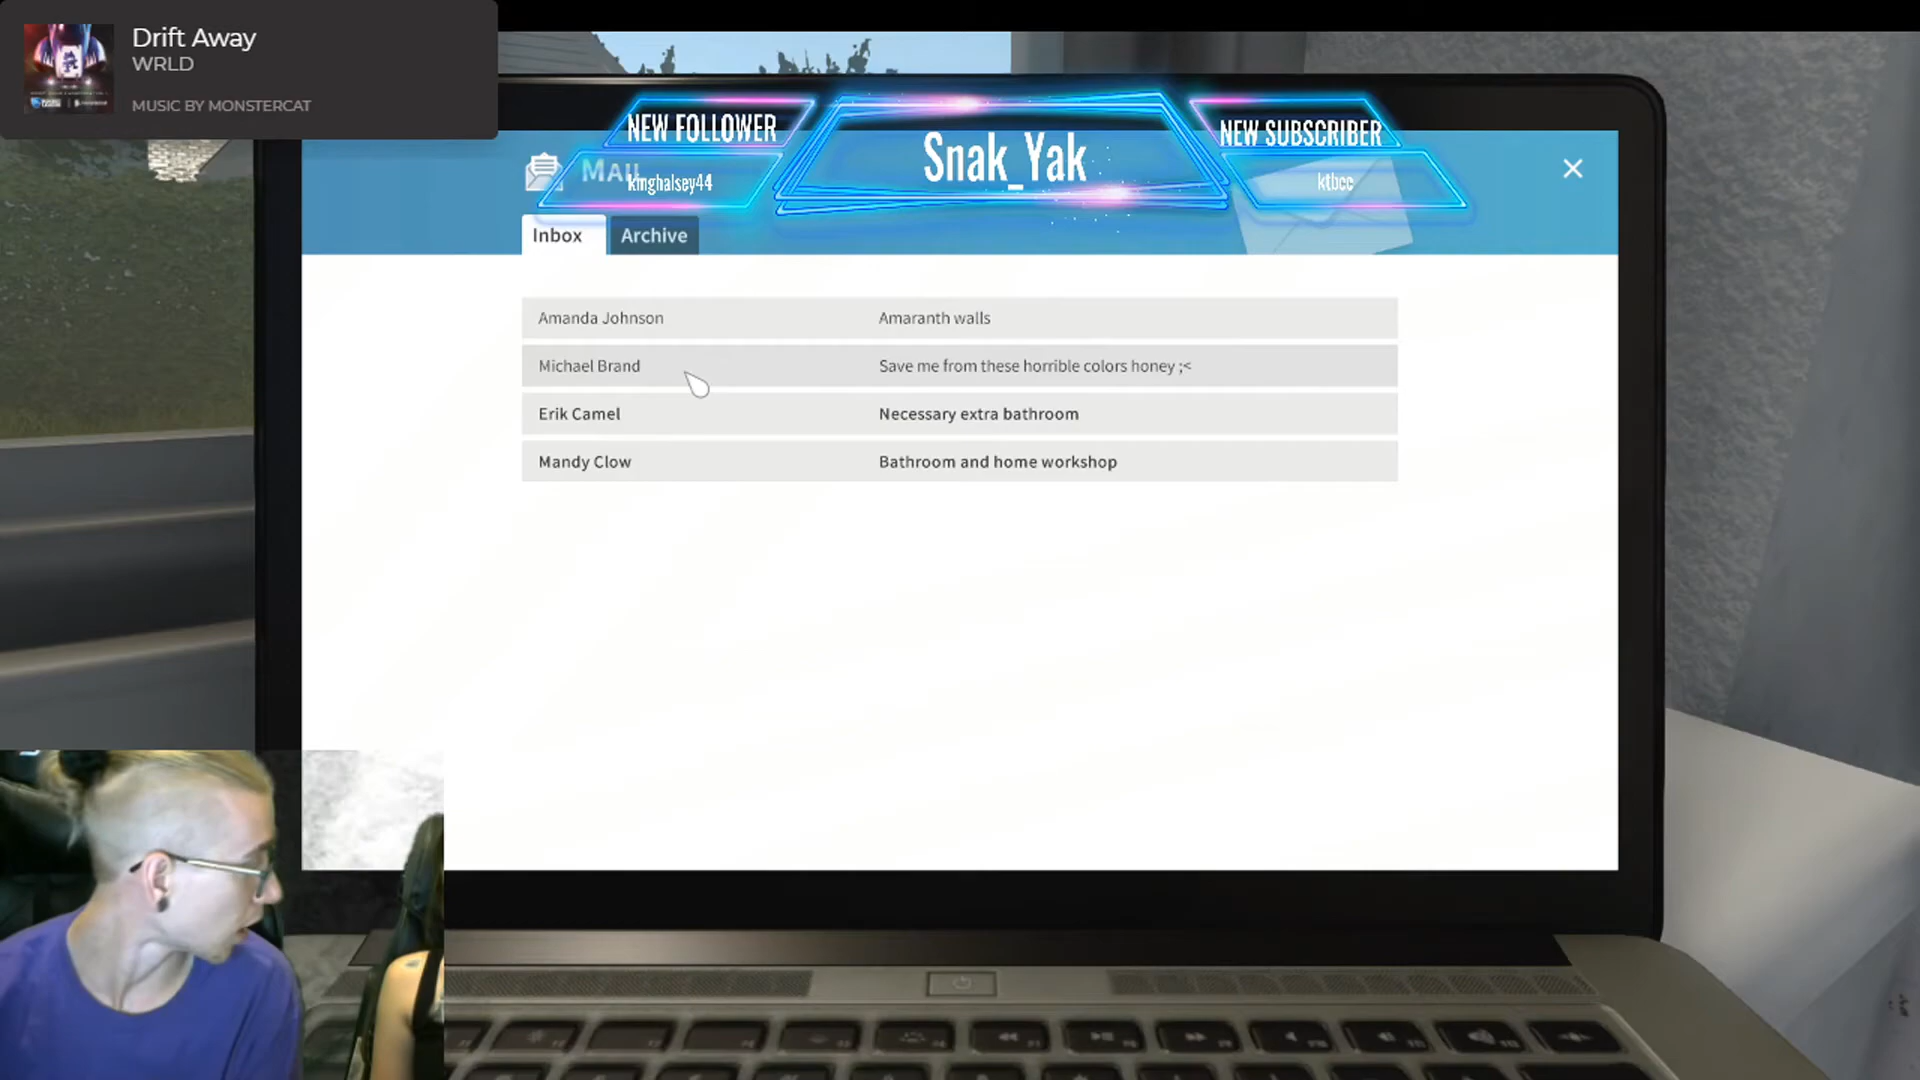 Drift Away
WRLD
MUSIC BY MONSTERCAT
NEW FOLLOWER
kinghalsey44
Snak_Yak
NEW SUBSCRIBER
ktbcc
MAIL
Inbox
Archive
Amanda Johnson
Amaranth walls
Michael Brand
Save me from these horrible colors honey ;<
Erik Camel
Necessary extra bathroom
Mandy Clow
Bathroom and home workshop